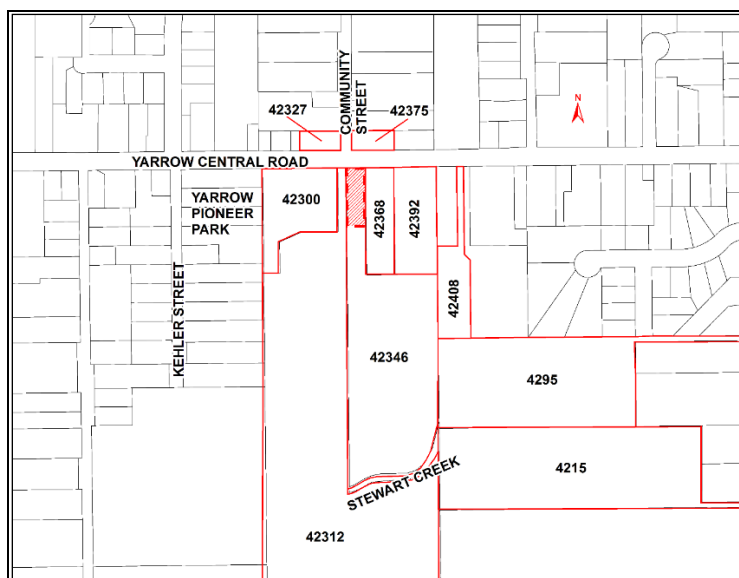 COMMUNITY
STREET
42327
42375
N
YARROW CENTRAL ROAD
YARROW
PIONEER
PARK
42300
42368
42392
42408
KEHLER STREET
42346
4295
4215
STEWART CREEK
42312